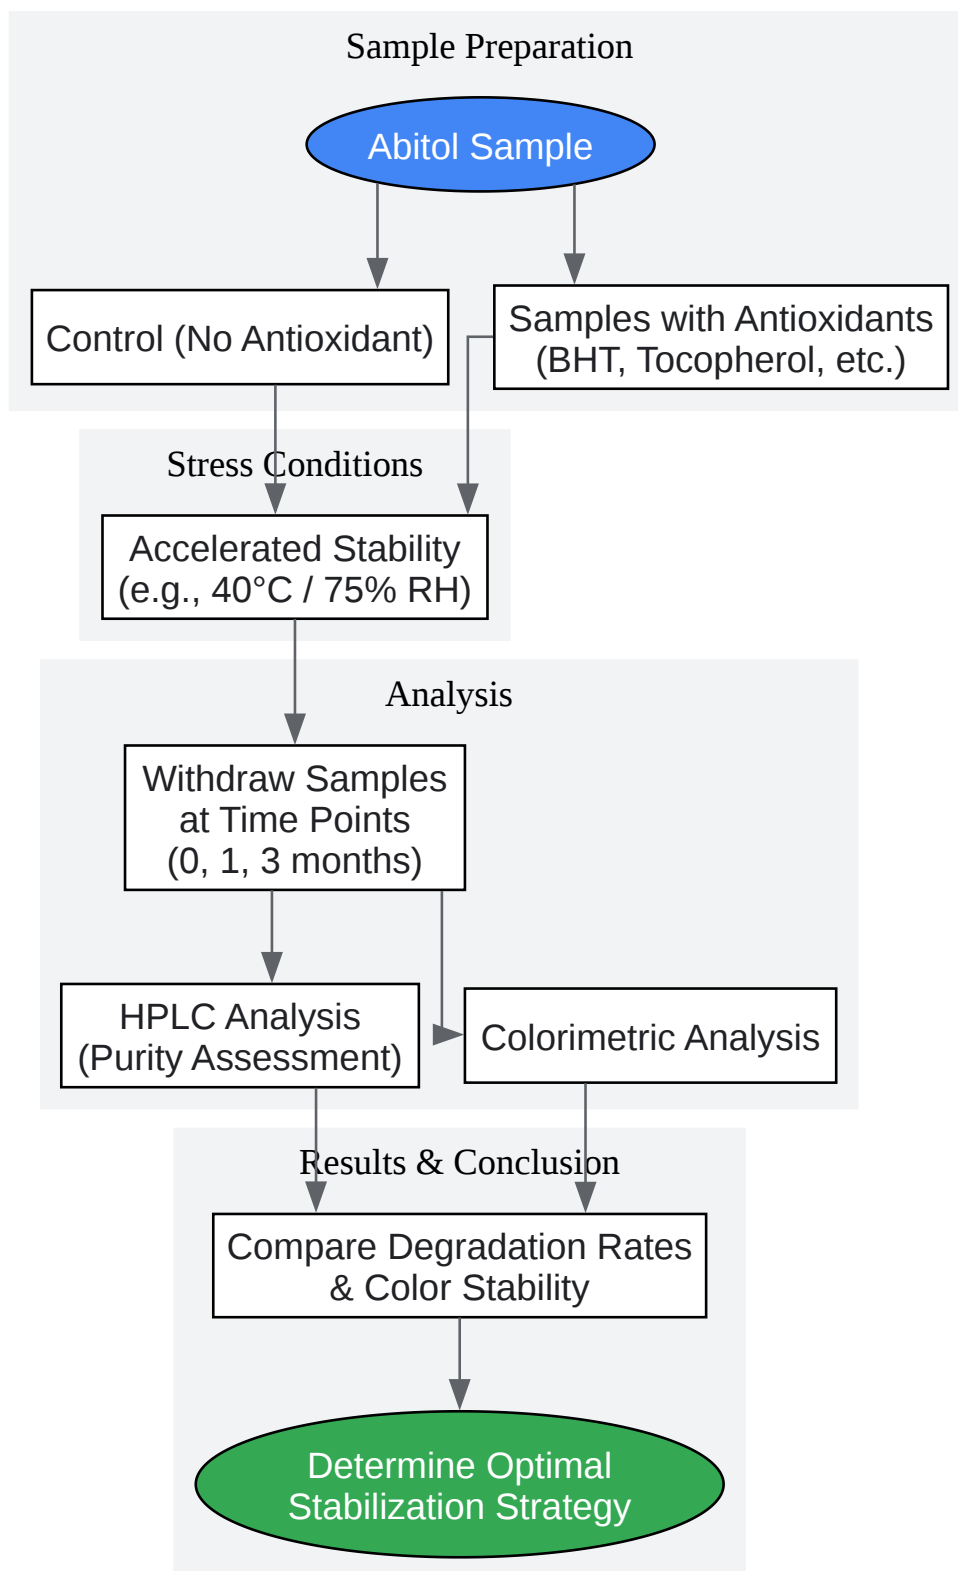 Sample Preparation
Abitol Sample
Control (No Antioxidant)
Samples with Antioxidants
(BHT, Tocopherol, etc.)
Stress Conditions
Accelerated Stability
(e.g., 40°C / 75% RH)
Analysis
Withdraw Samples
at Time Points
(0, 1, 3 months)
HPLC Analysis
(Purity Assessment)
Colorimetric Analysis
Results & Conclusion
Compare Degradation Rates
& Color Stability
Determine Optimal
Stabilization Strategy